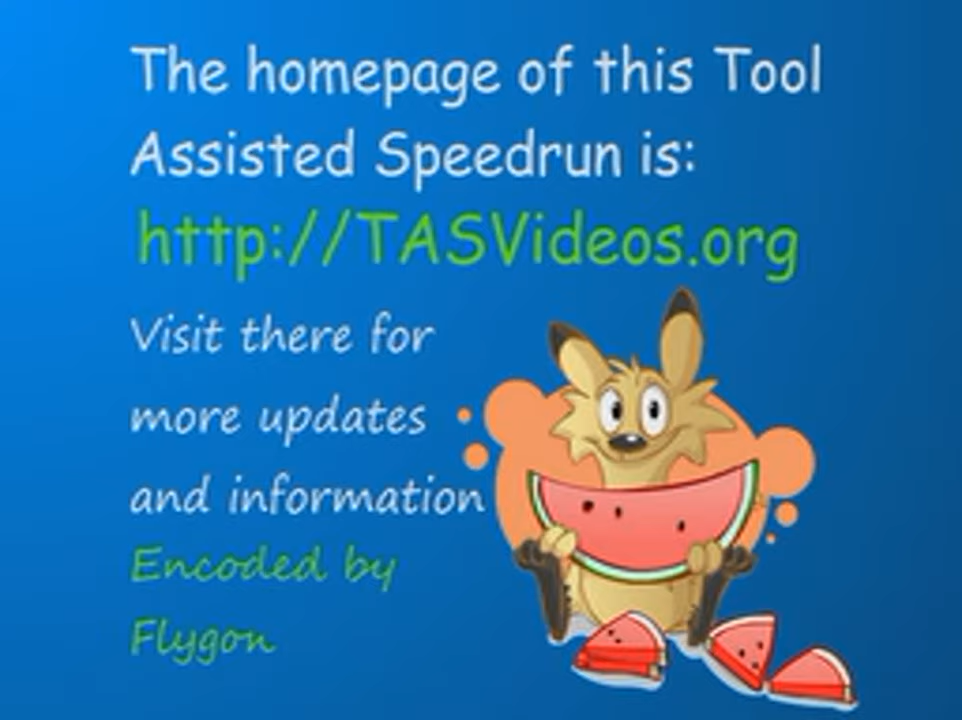 The homepage of this Tool
Assisted Speedrun is:
http://TASVideos.org
Visit there for
more updates
and information
Encoded by
Flygon